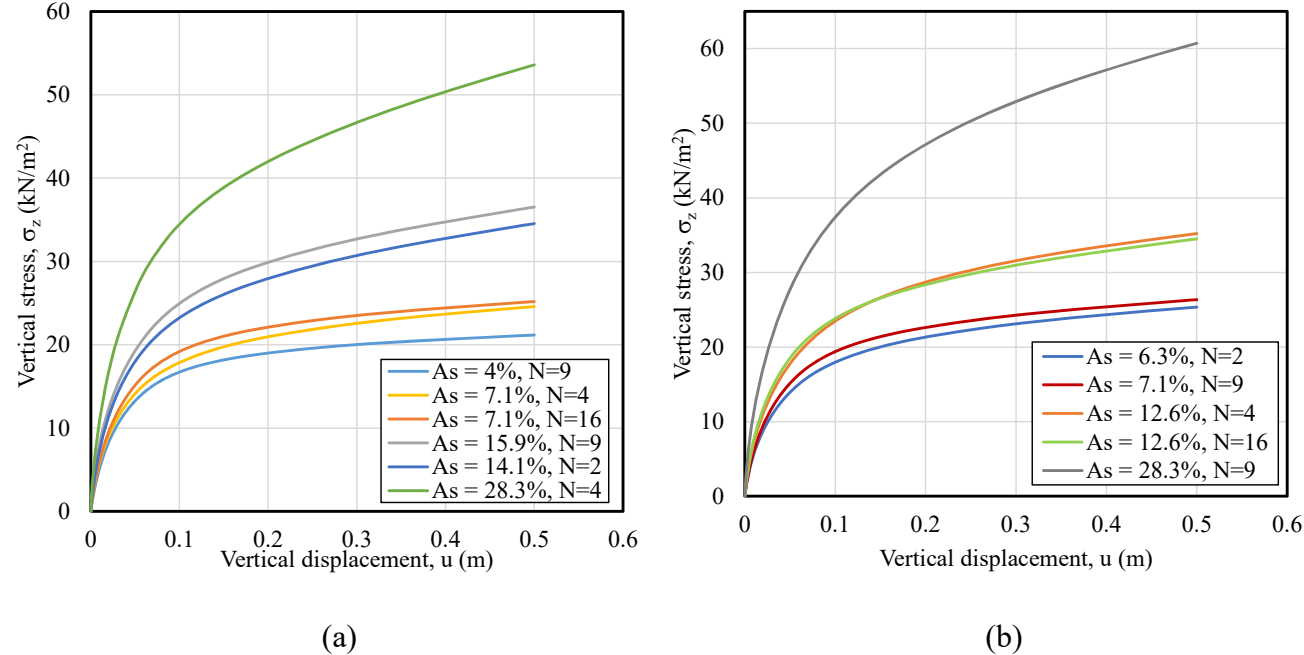 60
50
40
30
20
10
0
Vertical stress, σz (kN/m²)
As = 4%, N=9
As = 7.1%, N=4
As = 7.1%, N=16
As = 15.9%, N=9
As = 14.1%, N=2
As = 28.3%, N=4
0 0.1 0.2 0.3 0.4 0.5 0.6
Vertical displacement, u (m)
(a)
60
50
40
30
20
10
0
Vertical stress, σz (kN/m²)
As = 6.3%, N=2
As = 7.1%, N=9
As = 12.6%, N=4
As = 12.6%, N=16
As = 28.3%, N=9
0 0.1 0.2 0.3 0.4 0.5 0.6
Vertical displacement, u (m)
(b)